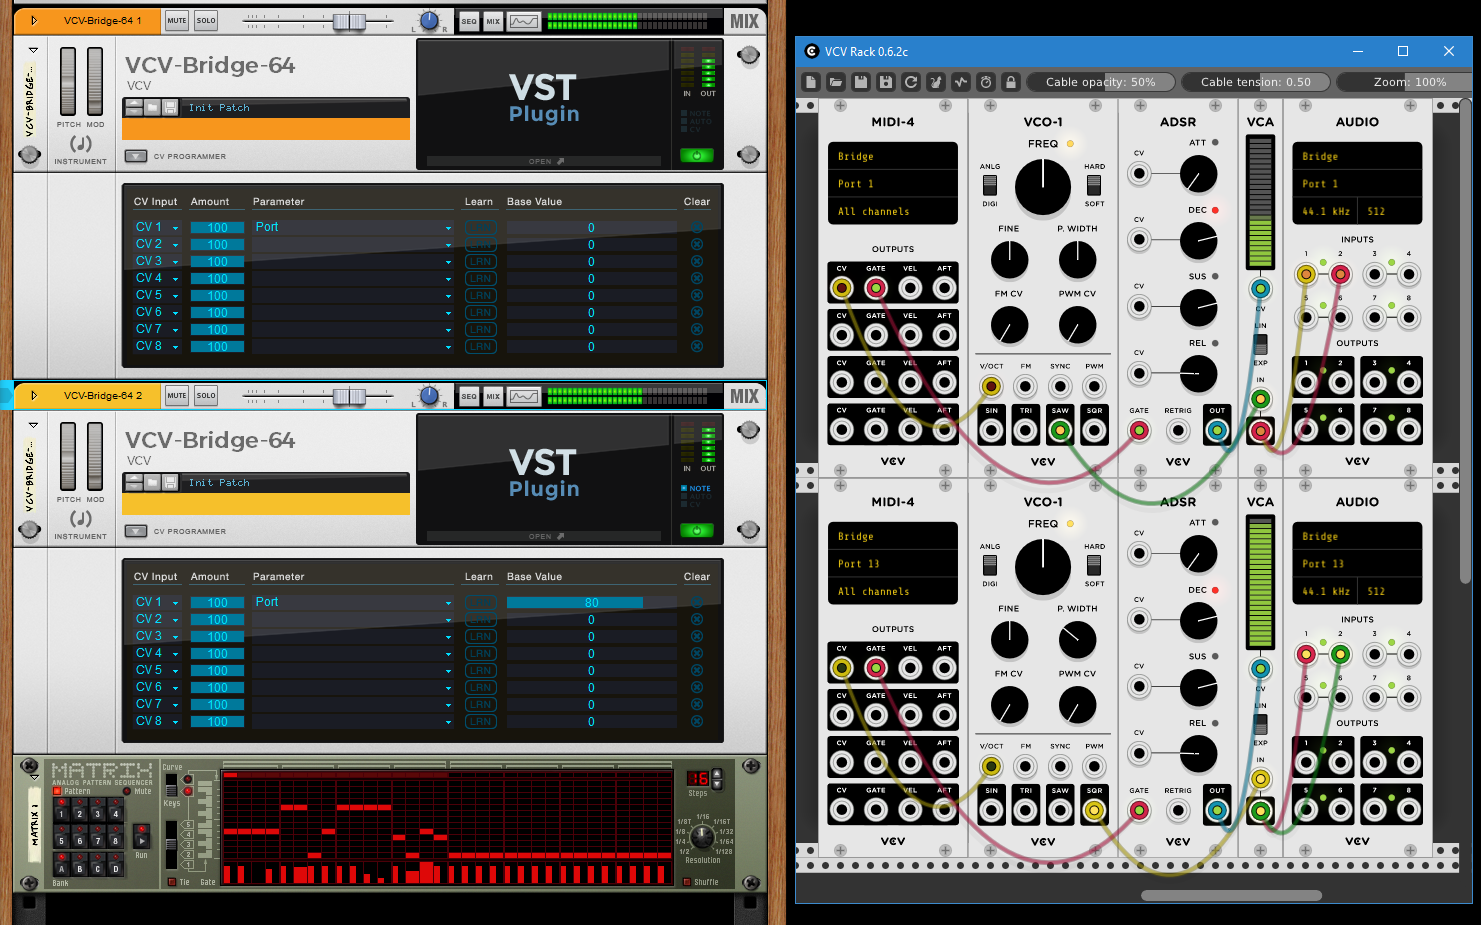 VCV-Bridge-64 1
MUTE
SOLO
L
R
SEQ
MIX
MIX
VCV-BRIDGE-...
PITCH MOD
INSTRUMENT
VCV-Bridge-64
VCV
Init Patch
CV PROGRAMMER
VST
Plugin
OPEN
IN OUT
NOTE
AUTO
CV
CV Input Amount Parameter Learn Base Value Clear
CV 1 100 Port 0
CV 2 100 LRN 0
CV 3 100 LRN 0
CV 4 100 LRN 0
CV 5 100 LRN 0
CV 6 100 LRN 0
CV 7 100 LRN 0
CV 8 100 LRN 0
VCV-Bridge-64 2
MUTE
SOLO
L
R
SEQ
MIX
MIX
VCV-BRIDGE-...
PITCH MOD
INSTRUMENT
VCV-Bridge-64
VCV
Init Patch
CV PROGRAMMER
VST
Plugin
OPEN
IN OUT
NOTE
AUTO
CV
CV Input Amount Parameter Learn Base Value Clear
CV 1 100 Port 80
CV 2 100 LRN 0
CV 3 100 LRN 0
CV 4 100 LRN 0
CV 5 100 LRN 0
CV 6 100 LRN 0
CV 7 100 LRN 0
CV 8 100 LRN 0
MATRIX
ANALOG PATTERN SEQUENCER
Pattern Mute
1 2 3 4
5 6 7 8
A B C D
Bank
Run
MATRIX 1
Curve
Keys
5
4
3
2
1
Tie Gate
16
Steps
1/16
1/8T 1/16T
1/8 1/32
1/4 1/64
1/2 1/128
Resolution
Shuffle
VCV Rack 0.6.2c
Cable opacity: 50%
Cable tension: 0.50
Zoom: 100%
MIDI-4
Bridge
Port 1
All channels
OUTPUTS
CV GATE VEL AFT
CV GATE VEL AFT
CV GATE VEL AFT
CV GATE VEL AFT
VCV
VCO-1
FREQ
ANLG
DIGI
HARD
SOFT
FINE P. WIDTH
FM CV PWM CV
V/OCT FM SYNC PWM
SIN TRI SAW SQR
VCV
ADSR
CV ATT
CV DEC
CV SUS
CV REL
GATE RETRIG OUT
VCV
VCA
CV
LIN
EXP
IN
AUDIO
Bridge
Port 1
44.1 kHz 512
INPUTS
1 2 3 4
5 6 7 8
OUTPUTS
1 2 3 4
5 6 7 8
VCV
MIDI-4
Bridge
Port 13
All channels
OUTPUTS
CV GATE VEL AFT
CV GATE VEL AFT
CV GATE VEL AFT
CV GATE VEL AFT
VCV
VCO-1
FREQ
ANLG
DIGI
HARD
SOFT
FINE P. WIDTH
FM CV PWM CV
V/OCT FM SYNC PWM
SIN TRI SAW SQR
VCV
ADSR
CV ATT
CV DEC
CV SUS
CV REL
GATE RETRIG OUT
VCV
VCA
CV
LIN
EXP
IN
AUDIO
Bridge
Port 13
44.1 kHz 512
INPUTS
1 2 3 4
5 6 7 8
OUTPUTS
1 2 3 4
5 6 7 8
VCV